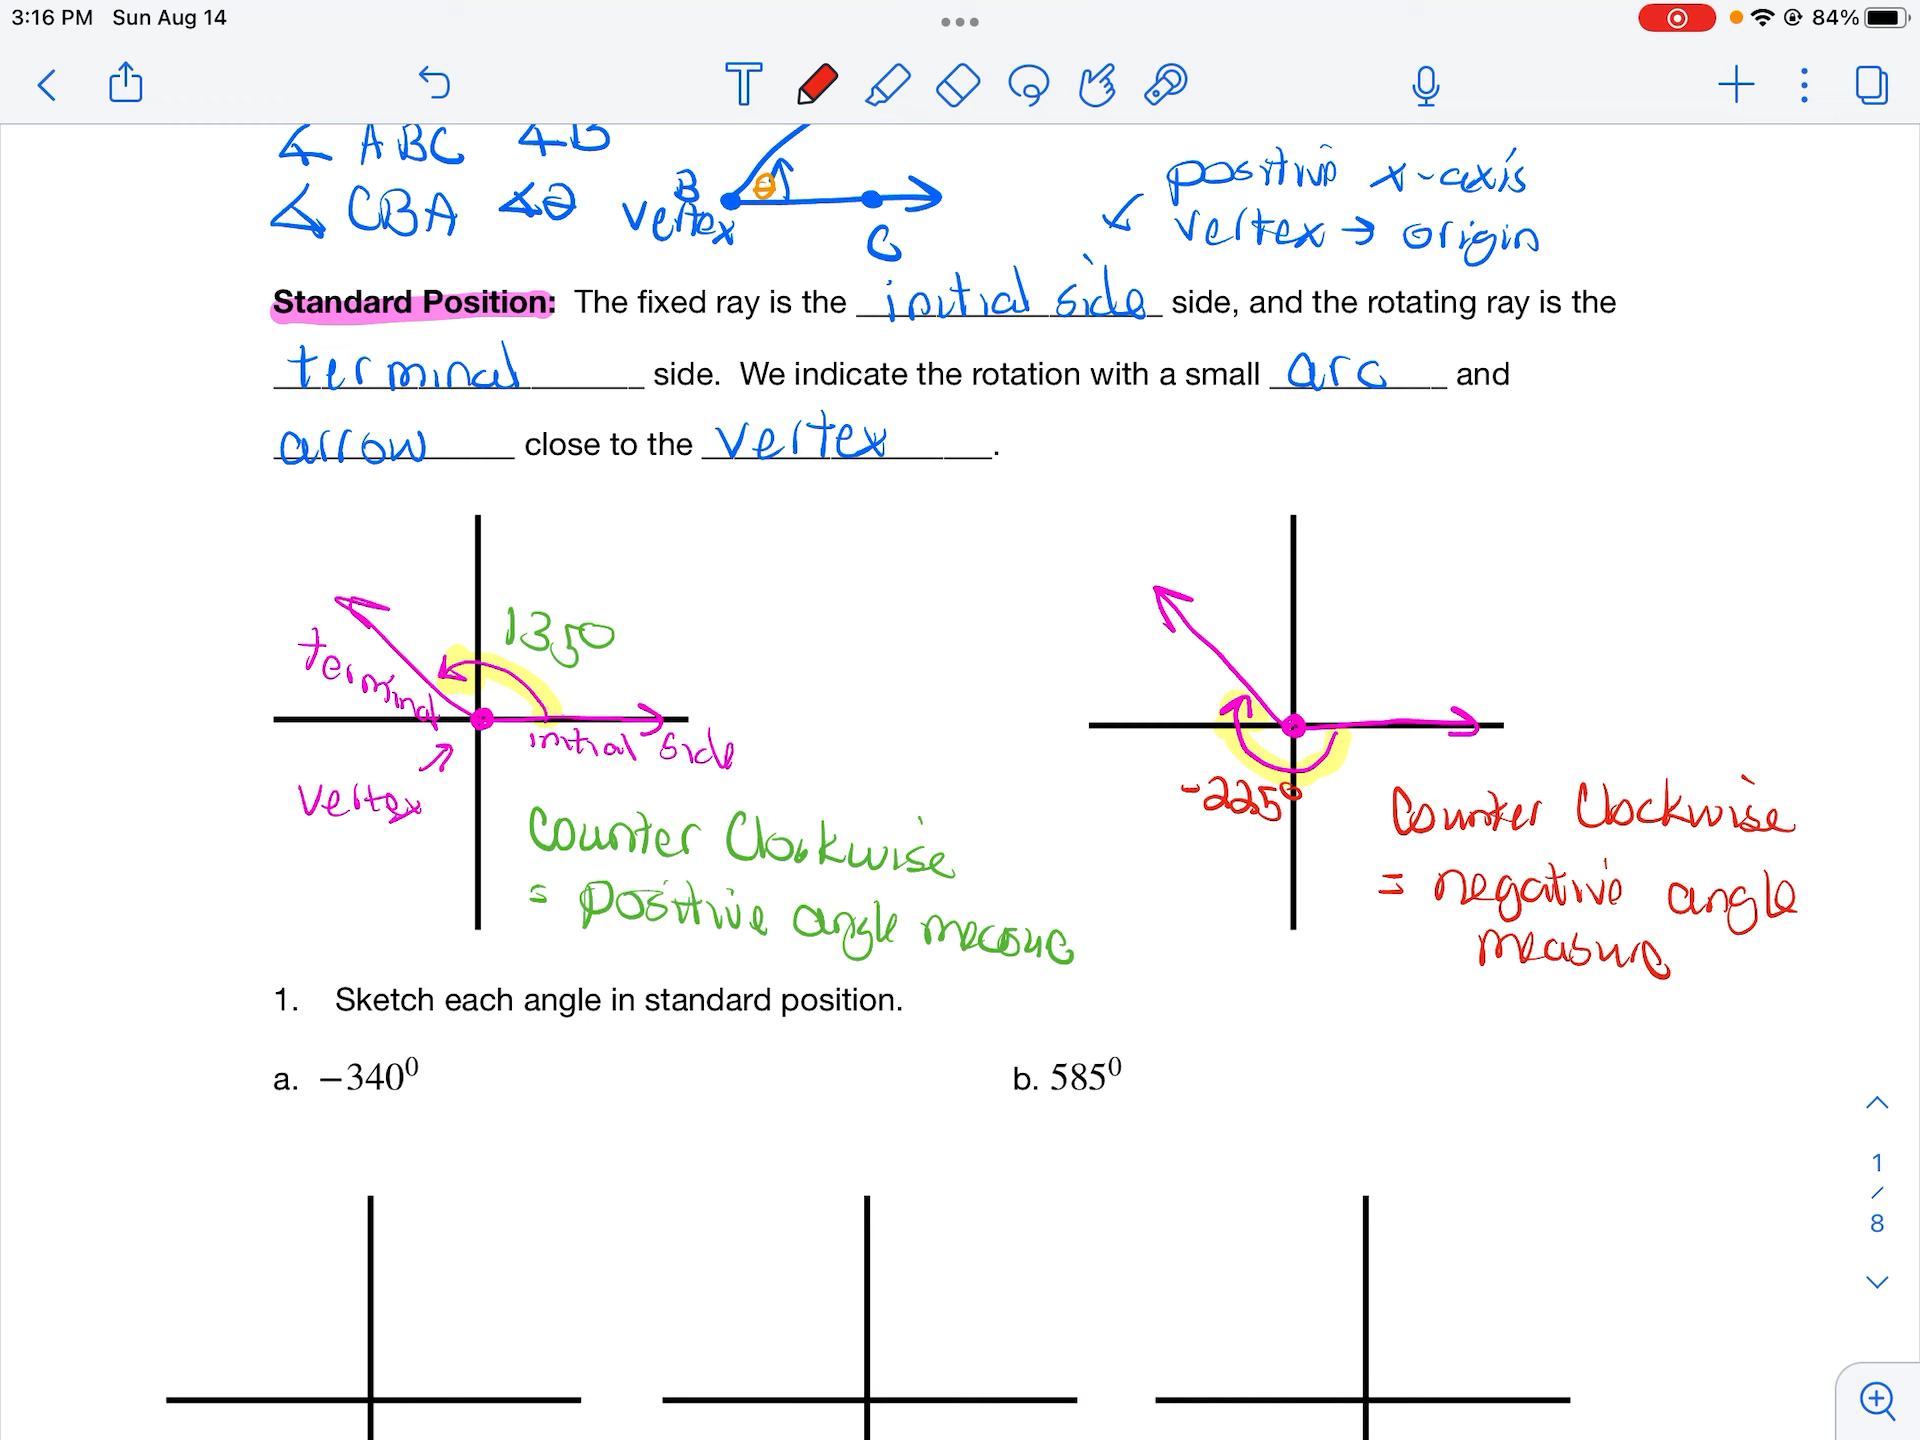 3:16 PM Sun Aug 14
84%
T
∡ ABC ∡B
∡ CBA ∡θ
B
θ
vertex
C
positive x-axis
vertex → origin
Standard Position: The fixed ray is the initial side side, and the rotating ray is the
terminal side. We indicate the rotation with a small arc and
arrow close to the vertex.
135°
terminal
initial side
vertex
Counter Clockwise
= positive angle measure
-225°
Counter Clockwise
= negative angle
measure
1. Sketch each angle in standard position.
a. −340⁰
b. 585⁰
1
/
8